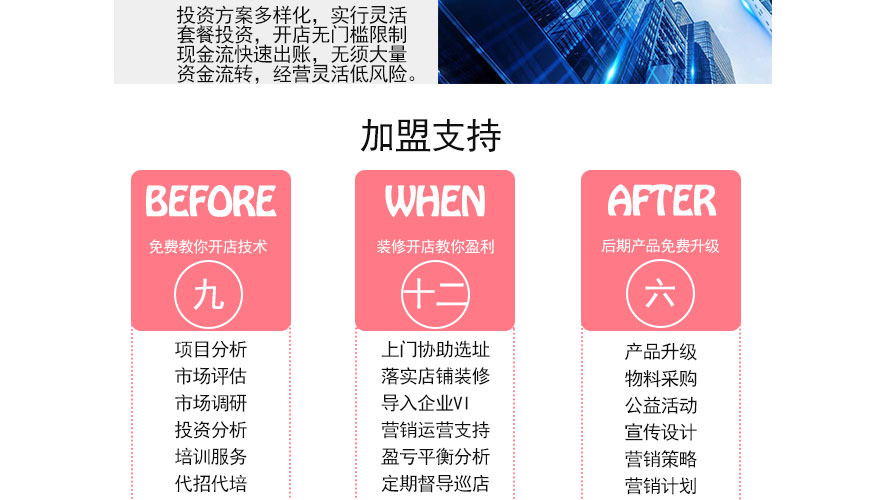 投资方案多样化，实行灵活
套餐投资，开店无门槛限制
现金流快速出账，无须大量
资金流转，经营灵活低风险。
加盟支持
BEFORE
免费教你开店技术
九
项目分析
市场评估
市场调研
投资分析
培训服务
代招代培
WHEN
装修开店教你盈利
十二
上门协助选址
落实店铺装修
导入企业VI
营销运营支持
盈亏平衡分析
定期督导巡店
AFTER
后期产品免费升级
六
产品升级
物料采购
公益活动
宣传设计
营销策略
营销计划